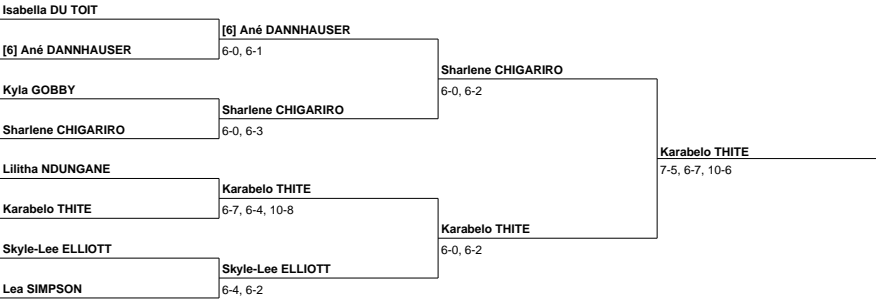 Isabella DU TOIT
[6] Ané DANNHAUSER
[6] Ané DANNHAUSER
6-0, 6-1
Sharlene CHIGARIRO
6-0, 6-2
Kyla GOBBY
Sharlene CHIGARIRO
Sharlene CHIGARIRO
6-0, 6-3
Karabelo THITE
7-5, 6-7, 10-6
Lilitha NDUNGANE
Karabelo THITE
Karabelo THITE
6-7, 6-4, 10-8
Karabelo THITE
6-0, 6-2
Skyle-Lee ELLIOTT
Skyle-Lee ELLIOTT
Lea SIMPSON
6-4, 6-2